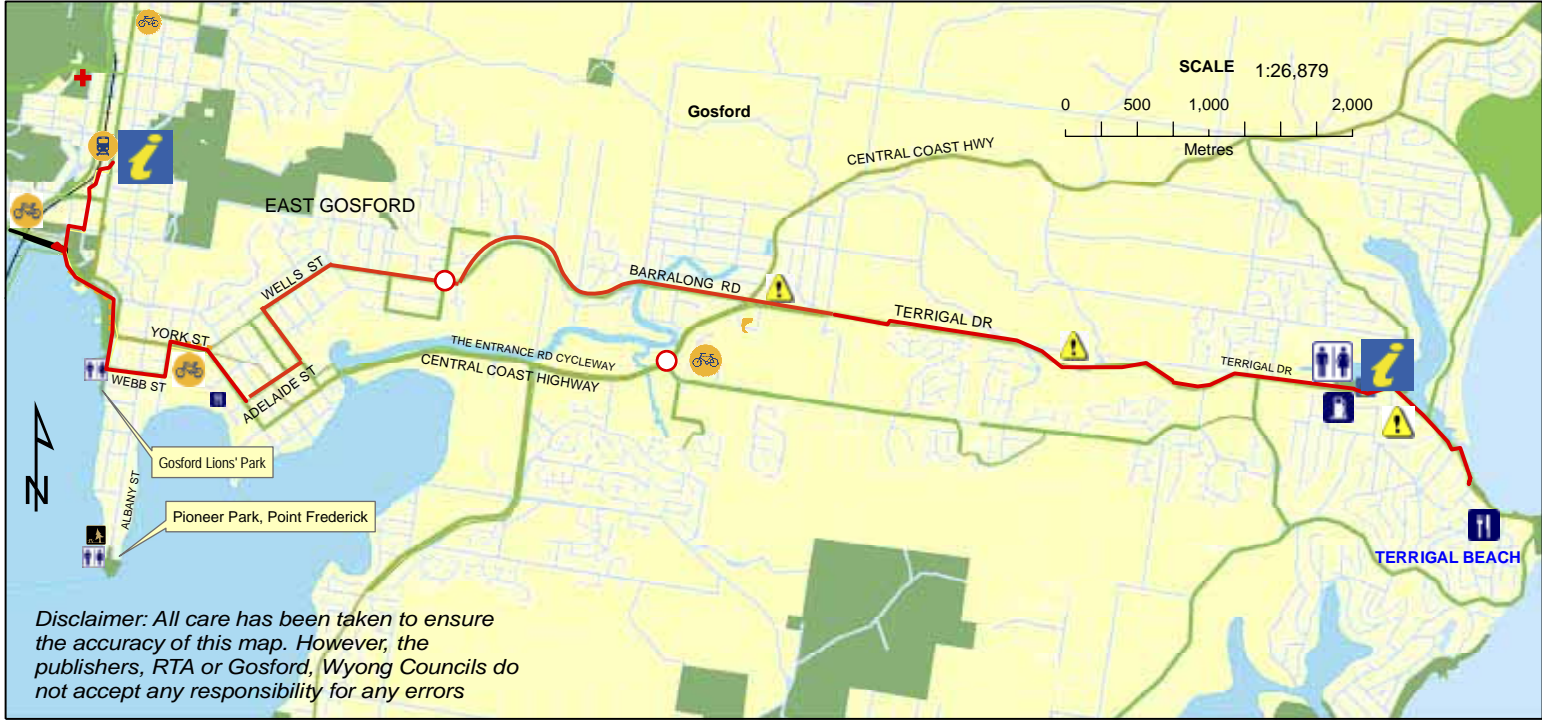 SCALE 1:26,879
0 500 1,000 2,000
Metres
Gosford
CENTRAL COAST HWY
EAST GOSFORD
WELLS ST
BARRALONG RD
TERRIGAL DR
YORK ST
THE ENTRANCE RD CYCLEWAY
CENTRAL COAST HIGHWAY
TERRIGAL DR
WEBB ST
ADELAIDE ST
N
Gosford Lions' Park
ALBANY ST
Pioneer Park, Point Frederick
TERRIGAL BEACH
Disclaimer: All care has been taken to ensure
the accuracy of this map. However, the
publishers, RTA or Gosford, Wyong Councils do
not accept any responsibility for any errors